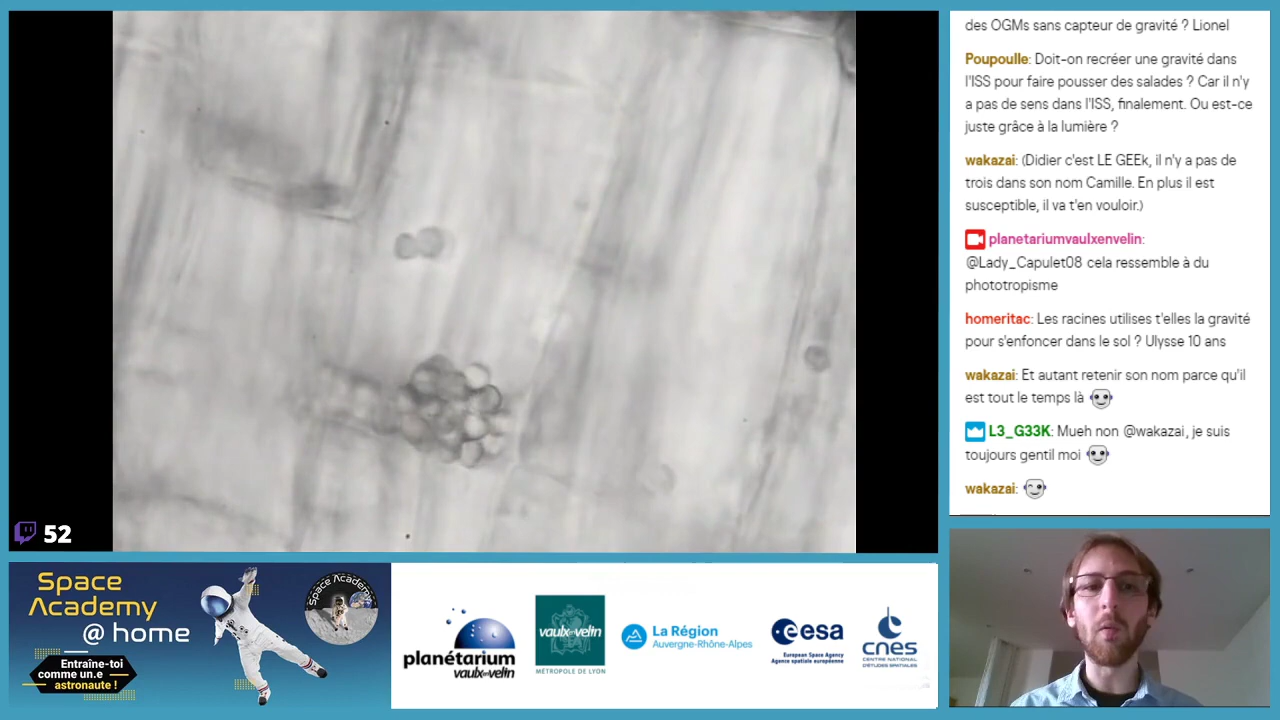 des OGMs sans capteur de gravité ? Lionel
Poupoulle: Doit-on recréer une gravité dans
l'ISS pour faire pousser des salades ? Car il n'y
a pas de sens dans l'ISS, finalement. Ou est-ce
juste grâce à la lumière ?
wakazai: (Didier c'est LE GEEk, il n'y a pas de
trois dans son nom Camille. En plus il est
susceptible, il va t'en vouloir.)
planetariumvaulxenvelin:
@Lady_Capulet08 cela ressemble à du
phototropisme
homeritac: Les racines utilises t'elles la gravité
pour s'enfoncer dans le sol ? Ulysse 10 ans
wakazai: Et autant retenir son nom parce qu'il
est tout le temps là
L3_G33K: Mueh non @wakazai, je suis
toujours gentil moi
wakazai:
52
Space
Academy
@ home
Entraîne-toi
comme un.e
astronaute !
Space Academy
planétarium
vaulxenvelin
vaulxenvelin
MÉTROPOLE DE LYON
La Région
Auvergne-Rhône-Alpes
esa
European Space Agency
Agence spatiale européenne
cnes
CENTRE NATIONAL
D'ÉTUDES SPATIALES